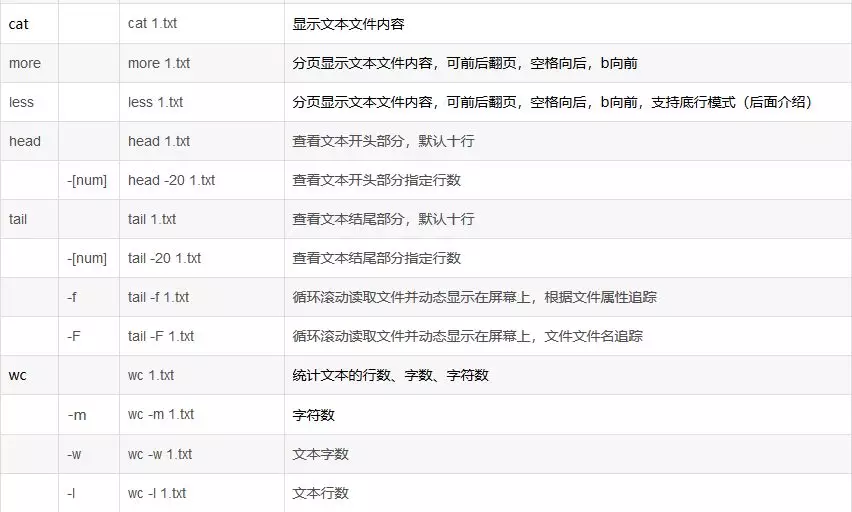 cat cat 1.txt 显示文本文件内容
more more 1.txt 分页显示文本文件内容，可前后翻页，空格向后，b向前
less less 1.txt 分页显示文本文件内容，可前后翻页，空格向后，b向前，支持底行模式（后面介绍）
head head 1.txt 查看文本开头部分，默认十行
-[num] head -20 1.txt 查看文本开头部分指定行数
tail tail 1.txt 查看文本结尾部分，默认十行
-[num] tail -20 1.txt 查看文本结尾部分指定行数
-f tail -f 1.txt 循环滚动读取文件并动态显示在屏幕上，根据文件属性追踪
-F tail -F 1.txt 循环滚动读取文件并动态显示在屏幕上，文件文件名追踪
wc wc 1.txt 统计文本的行数、字数、字符数
-m wc -m 1.txt 字符数
-w wc -w 1.txt 文本字数
-l wc -l 1.txt 文本行数